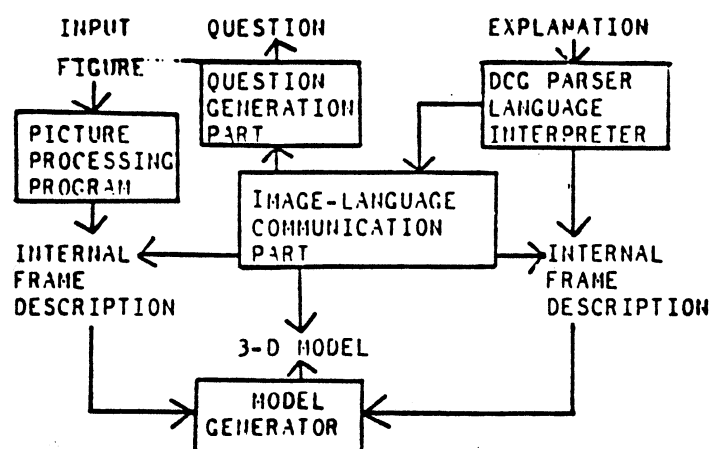 INPUT
FIGURE
QUESTION
EXPLANATION
QUESTION
GENERATION
PART
DCG PARSER
LANGUAGE
INTERPRETER
PICTURE
PROCESSING
PROGRAM
IMAGE-LANGUAGE
COMMUNICATION
PART
INTERNAL
FRAME
DESCRIPTION
INTERNAL
FRAME
DESCRIPTION
3-D MODEL
MODEL
GENERATOR